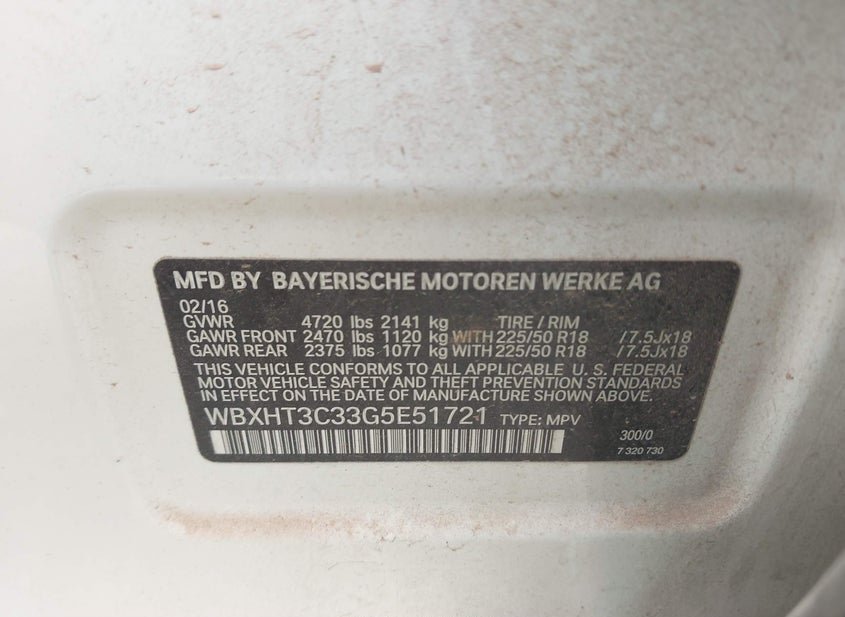 MFD BY BAYERISCHE MOTOREN WERKE AG
02/16
GVWR 4720 lbs 2141 kg TIRE / RIM
GAWR FRONT 2470 lbs 1120 kg WITH 225/50 R18 / 7.5Jx18
GAWR REAR 2375 lbs 1077 kg WITH 225/50 R18 / 7.5Jx18
THIS VEHICLE CONFORMS TO ALL APPLICABLE U. S. FEDERAL
MOTOR VEHICLE SAFETY AND THEFT PREVENTION STANDARDS
IN EFFECT ON THE DATE OF MANUFACTURE SHOWN ABOVE.
WBXHT3C33G5E51721 TYPE: MPV
300/0
7 320 730